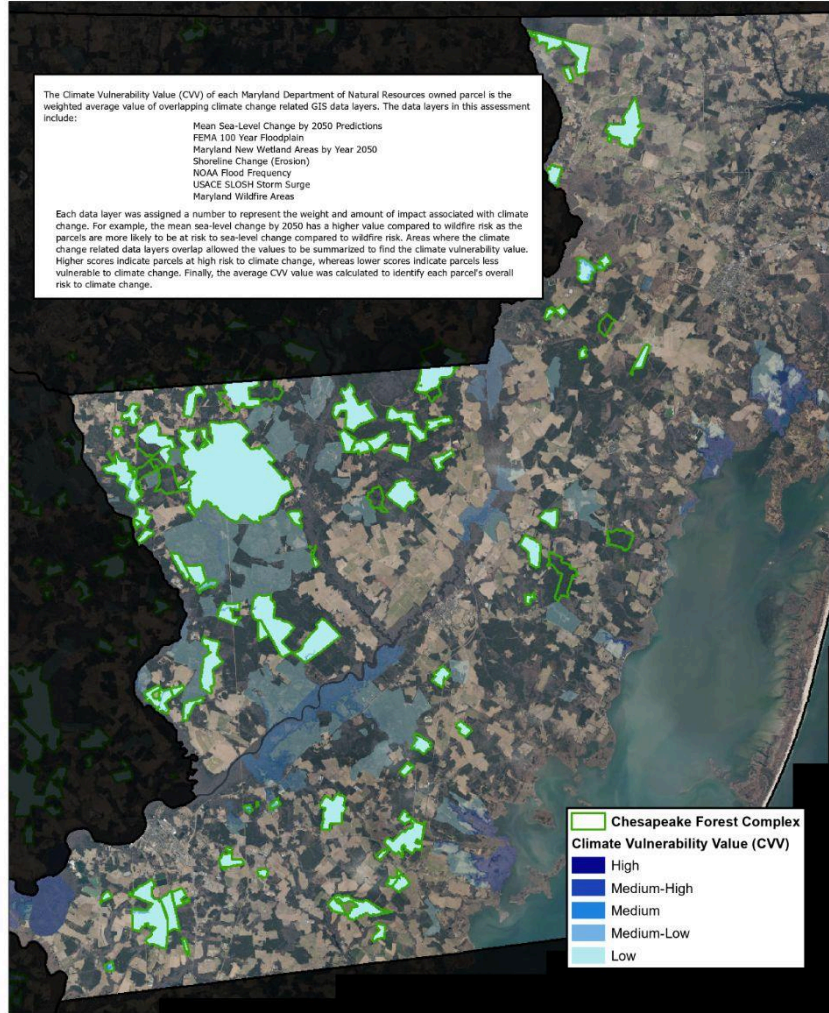 The Climate Vulnerability Value (CVV) of each Maryland Department of Natural Resources owned parcel is the
weighted average value of overlapping climate change related GIS data layers. The data layers in this assessment
include:
Mean Sea-Level Change by 2050 Predictions
FEMA 100 Year Floodplain
Maryland New Wetland Areas by Year 2050
Shoreline Change (Erosion)
NOAA Flood Frequency
USACE SLOSH Storm Surge
Maryland Wildfire Areas
Each data layer was assigned a number to represent the weight and amount of impact associated with climate
change. For example, the mean sea-level change by 2050 has a higher value compared to wildfire risk as the
parcels are more likely to be at risk to sea-level change compared to wildfire risk. Areas where the climate
change related data layers overlap allowed the values to be summarized to find the climate vulnerability value.
Higher scores indicate parcels at high risk to climate change, whereas lower scores indicate parcels less
vulnerable to climate change. Finally, the average CVV value was calculated to identify each parcel's overall
risk to climate change.
Chesapeake Forest Complex
Climate Vulnerability Value (CVV)
High
Medium-High
Medium
Medium-Low
Low